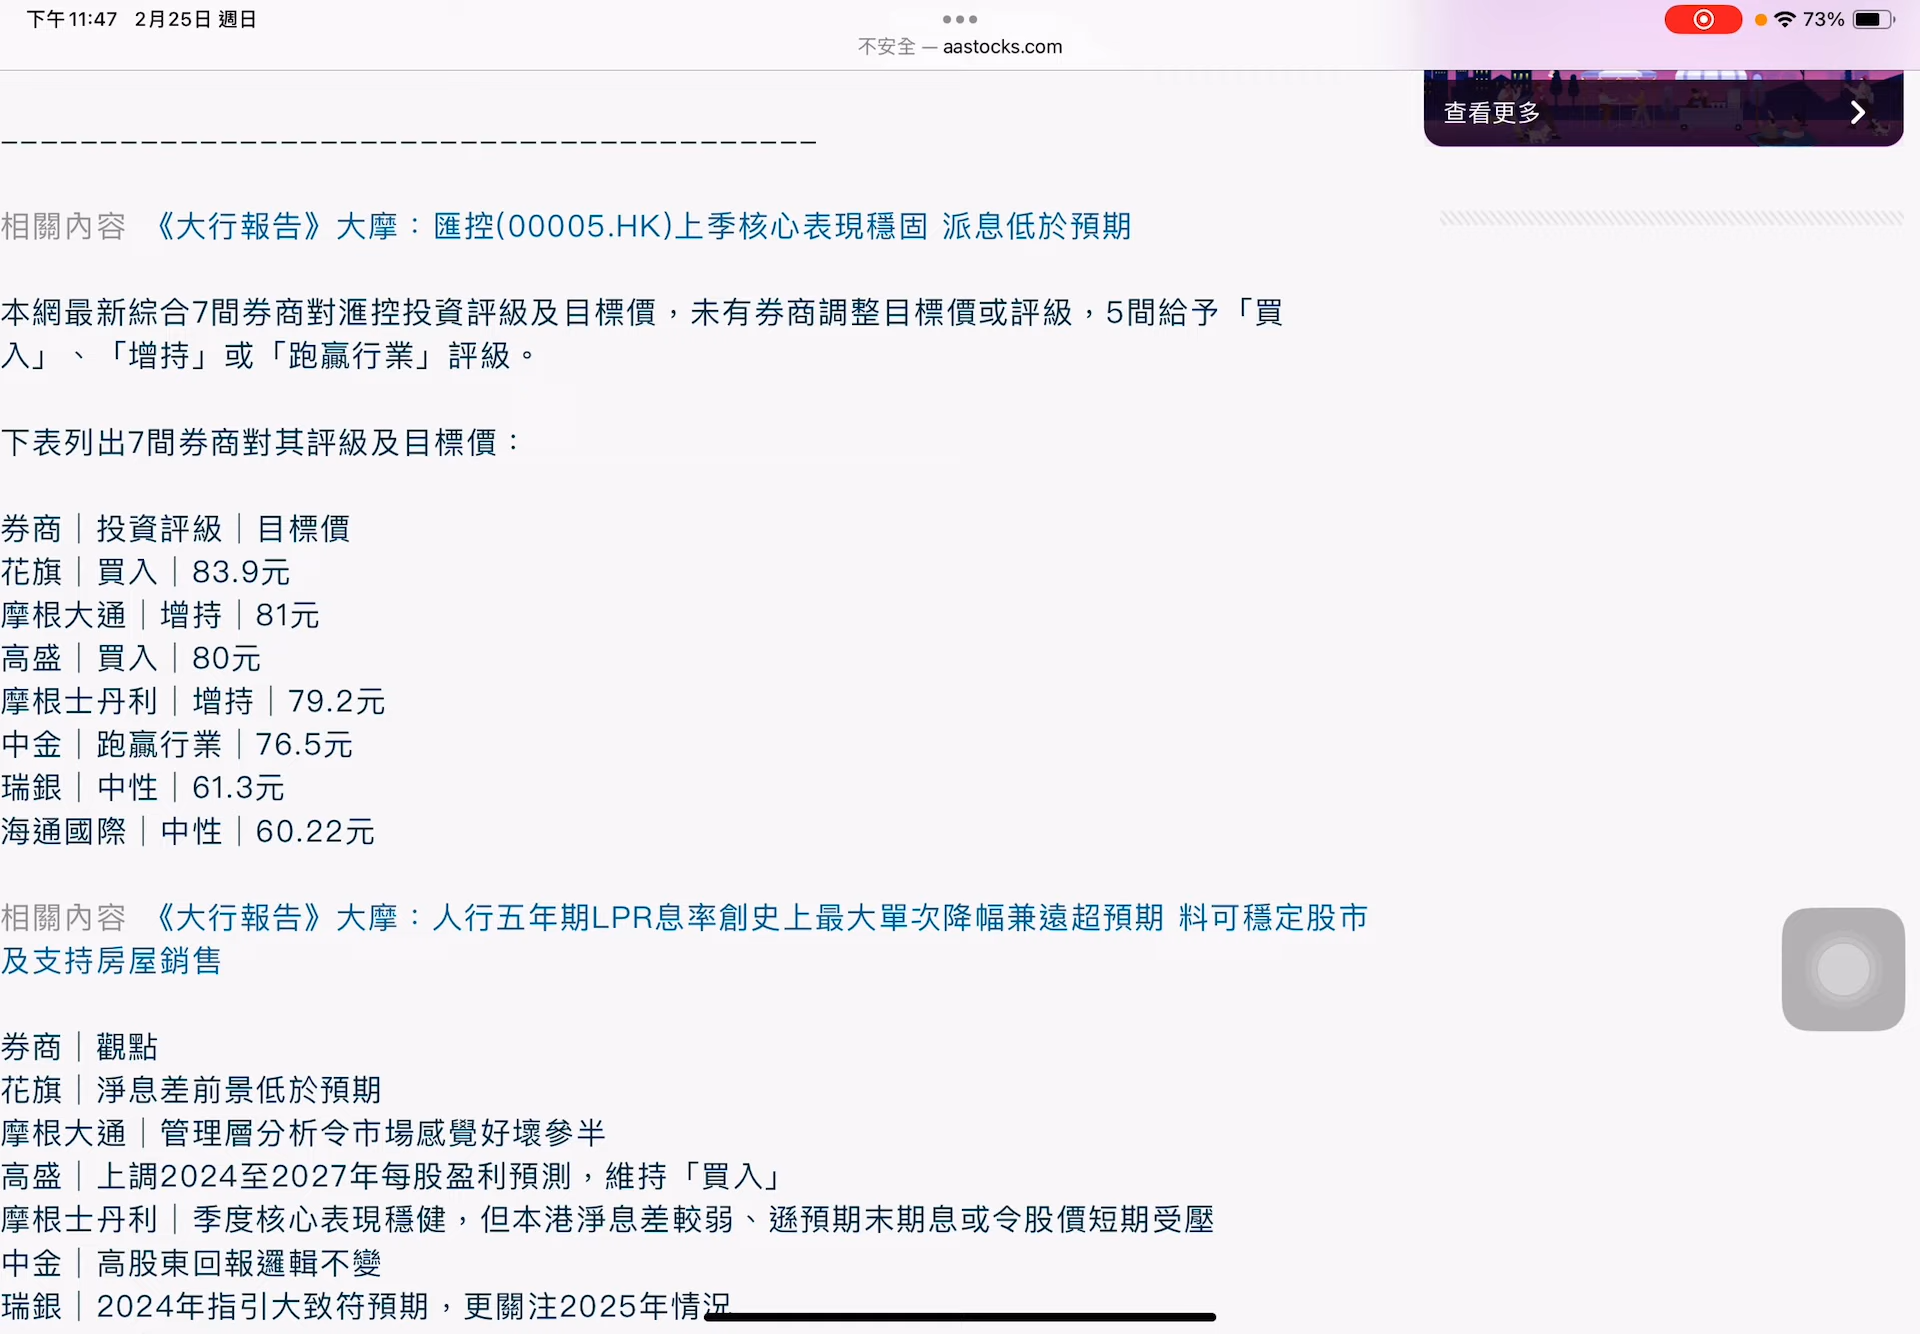 下午11:47 2月25日 週日
73%
不安全 — aastocks.com
查看更多
相關內容 《大行報告》大摩：匯控(00005.HK)上季核心表現穩固 派息低於預期
本網最新綜合7間券商對滙控投資評級及目標價，未有券商調整目標價或評級，5間給予「買
入」、「增持」或「跑贏行業」評級。
下表列出7間券商對其評級及目標價：
券商│投資評級│目標價
花旗│買入│83.9元
摩根大通│增持│81元
高盛│買入│80元
摩根士丹利│增持│79.2元
中金│跑贏行業│76.5元
瑞銀│中性│61.3元
海通國際│中性│60.22元
相關內容 《大行報告》大摩：人行五年期LPR息率創史上最大單次降幅兼遠超預期 料可穩定股市
及支持房屋銷售
券商│觀點
花旗│淨息差前景低於預期
摩根大通│管理層分析令市場感覺好壞參半
高盛│上調2024至2027年每股盈利預測，維持「買入」
摩根士丹利│季度核心表現穩健，但本港淨息差較弱、遜預期末期息或令股價短期受壓
中金│高股東回報邏輯不變
瑞銀│2024年指引大致符預期，更關注2025年情況